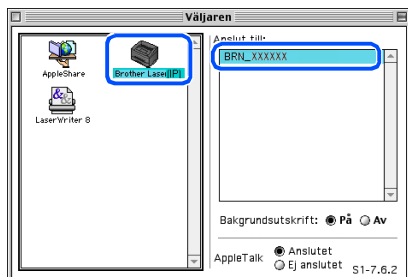 Väljaren
Anslut till:
AppleShare
Brother Laser(IP)
LaserWriter 8
BRN_XXXXXX
Bakgrundsutskrift: På Av
AppleTalk Anslutet
Ej anslutet
S1-7.6.2